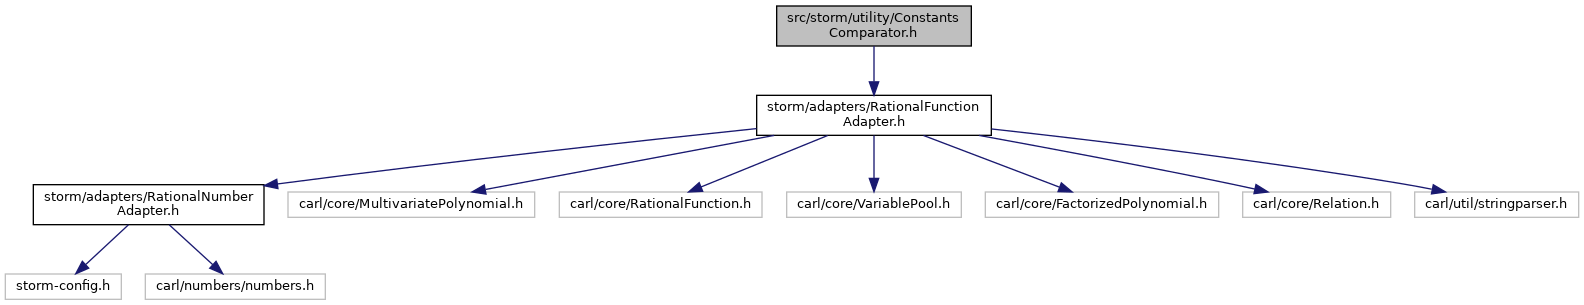 src/storm/utility/Constants
Comparator.h
storm/adapters/RationalFunction
Adapter.h
storm/adapters/RationalNumber
Adapter.h
carl/core/MultivariatePolynomial.h
carl/core/RationalFunction.h
carl/core/VariablePool.h
carl/core/FactorizedPolynomial.h
carl/core/Relation.h
carl/util/stringparser.h
storm-config.h
carl/numbers/numbers.h